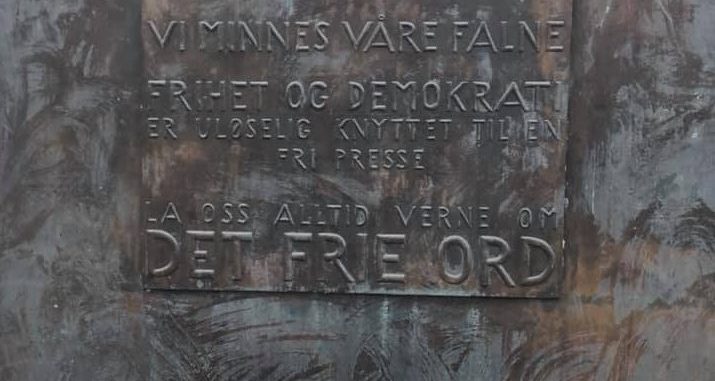 VI MINNES VÅRE FALNE
FRIHET OG DEMOKRATI
ER ULØSELIG KNYTTET TIL EN
FRI PRESSE
LA OSS ALLTID VERNE OM
DET FRIE ORD